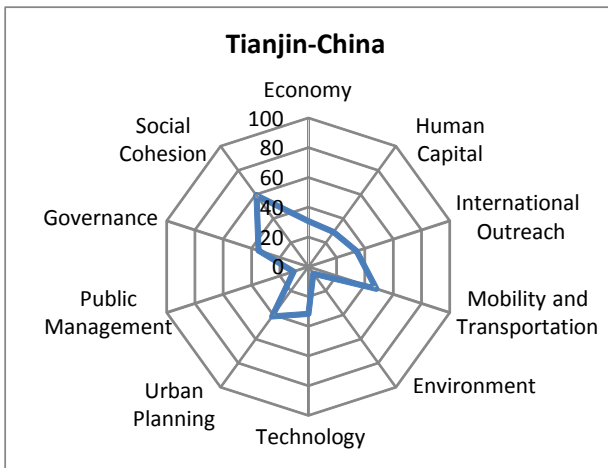 Tianjin-China
Economy
Human
Capital
International
Outreach
Mobility and
Transportation
Environment
Technology
Urban
Planning
Public
Management
Governance
Social
Cohesion
100
80
60
40
20
0